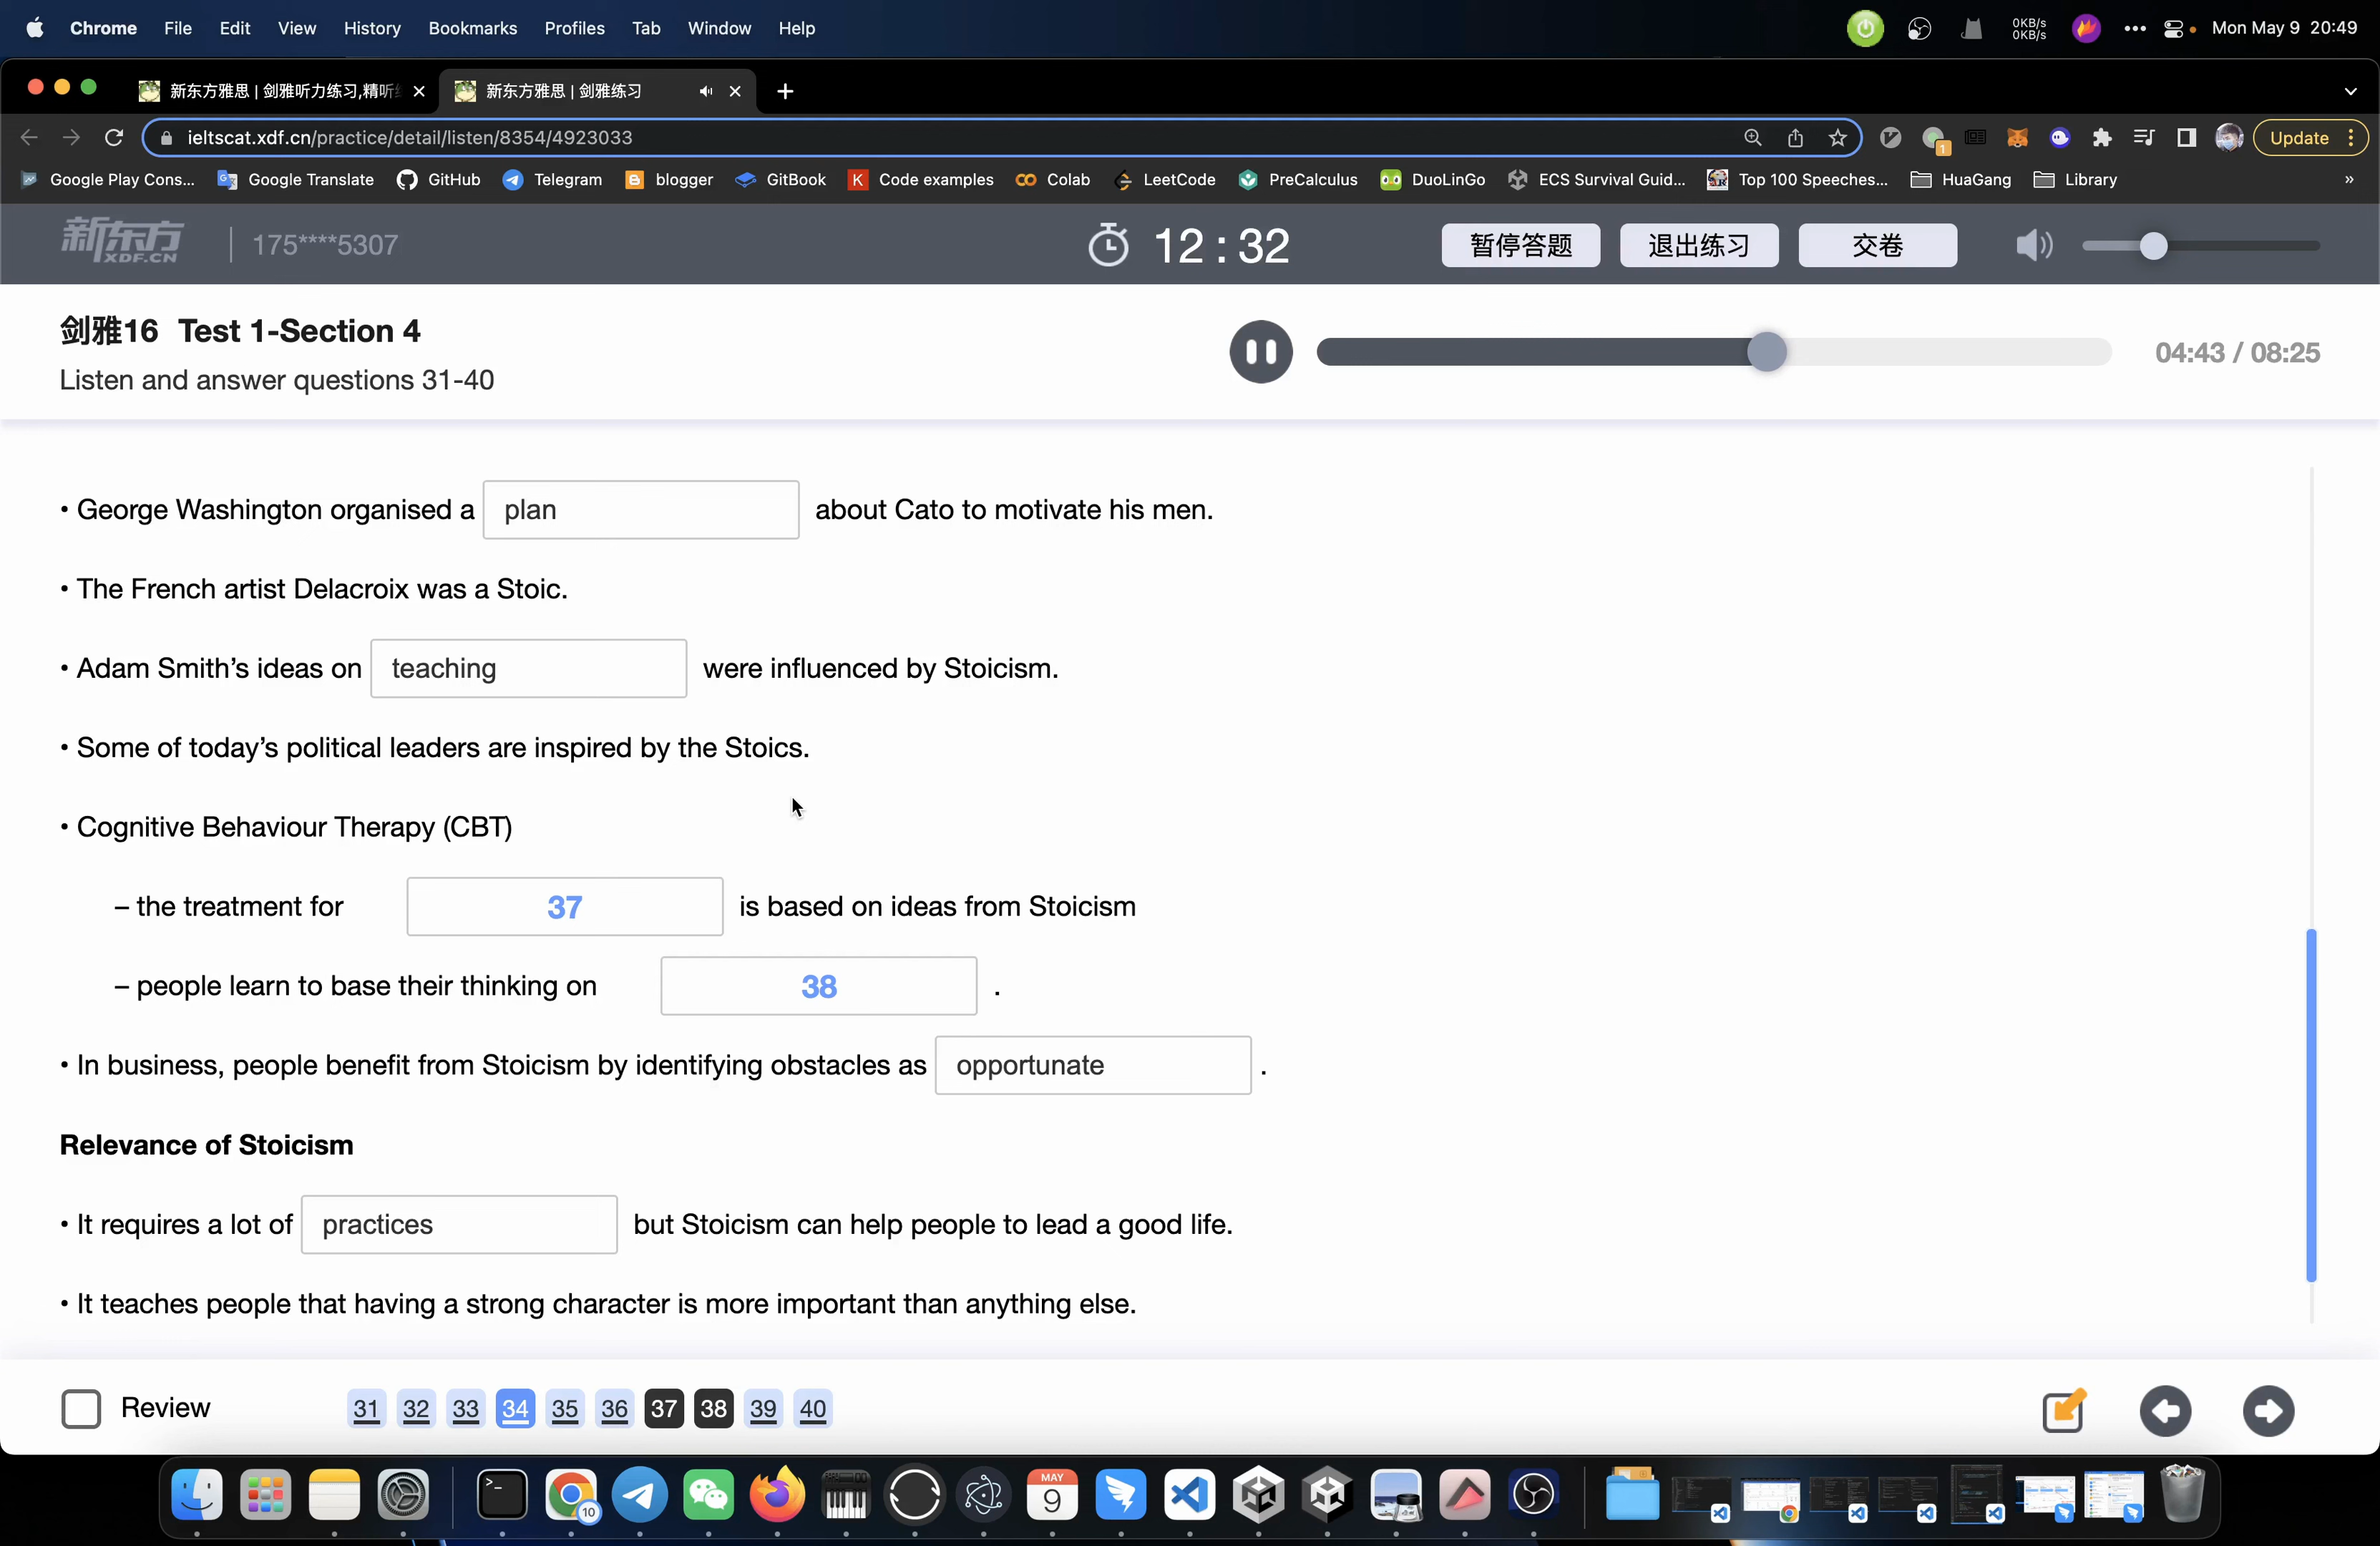 Chrome File Edit View History Bookmarks Profiles Tab Window Help 0KB/s 0KB/s Mon May 9 20:49
新东方雅思 | 剑雅听力练习,精听 新东方雅思 | 剑雅练习
ieltscat.xdf.cn/practice/detail/listen/8354/4923033 1 Update
Google Play Cons... Google Translate GitHub Telegram blogger GitBook Code examples Colab LeetCode PreCalculus DuoLinGo ECS Survival Guid... Top 100 Speeches... HuaGang Library »
新东方 XDF.CN 175****5307 12 : 32 暂停答题 退出练习 交卷
剑雅16 Test 1-Section 4
Listen and answer questions 31-40
04:43 / 08:25
• George Washington organised a plan about Cato to motivate his men.
• The French artist Delacroix was a Stoic.
• Adam Smith’s ideas on teaching were influenced by Stoicism.
• Some of today’s political leaders are inspired by the Stoics.
• Cognitive Behaviour Therapy (CBT)
– the treatment for 37 is based on ideas from Stoicism
– people learn to base their thinking on 38 .
• In business, people benefit from Stoicism by identifying obstacles as opportunate .
Relevance of Stoicism
• It requires a lot of practices but Stoicism can help people to lead a good life.
• It teaches people that having a strong character is more important than anything else.
Review 31 32 33 34 35 36 37 38 39 40
MAY
9
10